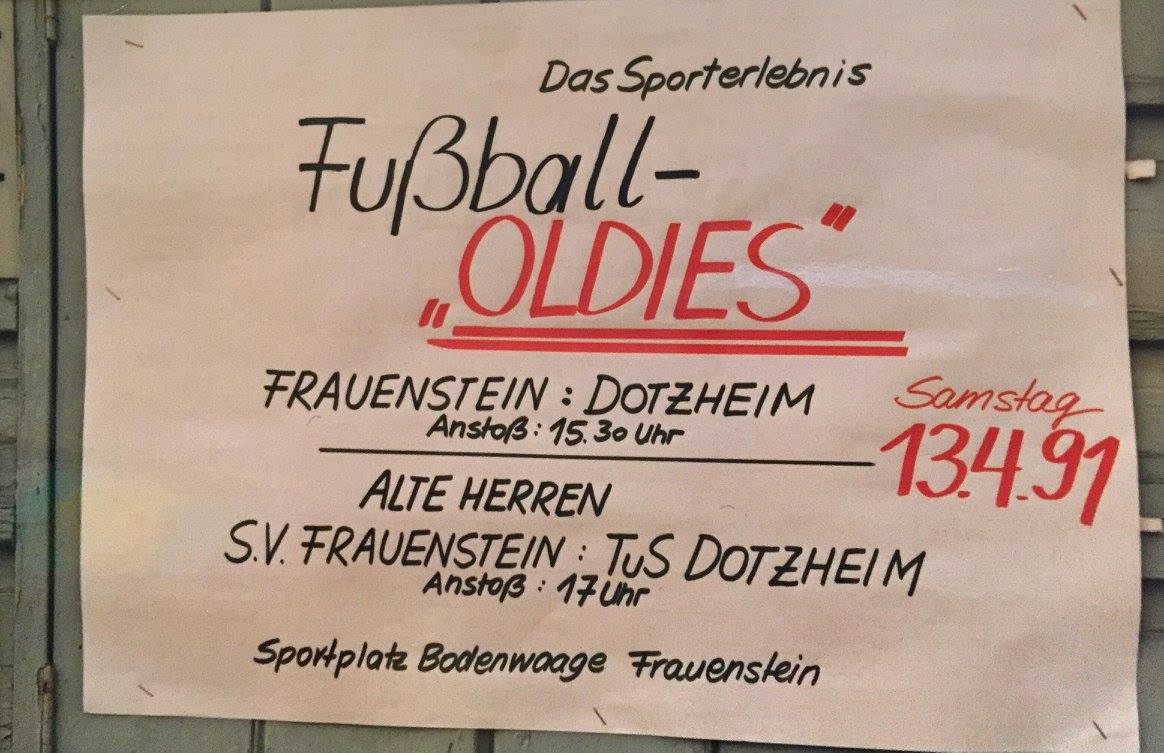 Das Sporterlebnis
Fußball-
„OLDIES“
FRAUENSTEIN : DOTZHEIM
Anstoß: 15.30 Uhr
Samstag
13.4.91
ALTE HERREN
S.V. FRAUENSTEIN : TuS DOTZHEIM
Anstoß : 17 Uhr
Sportplatz Bodenwaage Frauenstein